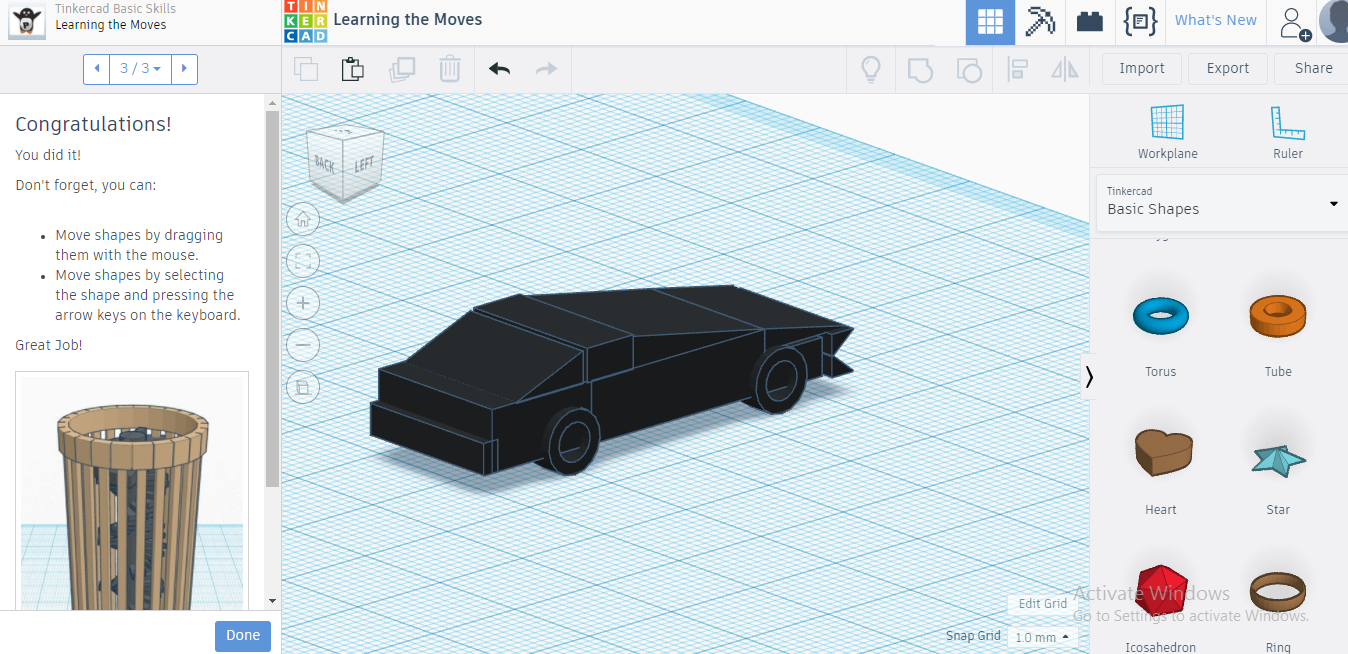 Tinkercad Basic Skills
Learning the Moves
TIN
KER
CAD
Learning the Moves
What's New
3 / 3
Import
Export
Share
Congratulations!
You did it!
Don't forget, you can:
• Move shapes by dragging
them with the mouse.
• Move shapes by selecting
the shape and pressing the
arrow keys on the keyboard.
Great Job!
Done
BACK
LEFT
Edit Grid
Snap Grid
1.0 mm
Workplane
Ruler
Tinkercad
Basic Shapes
Torus
Tube
Heart
Star
Icosahedron
Ring
Activate Windows
Go to Settings to activate Windows.